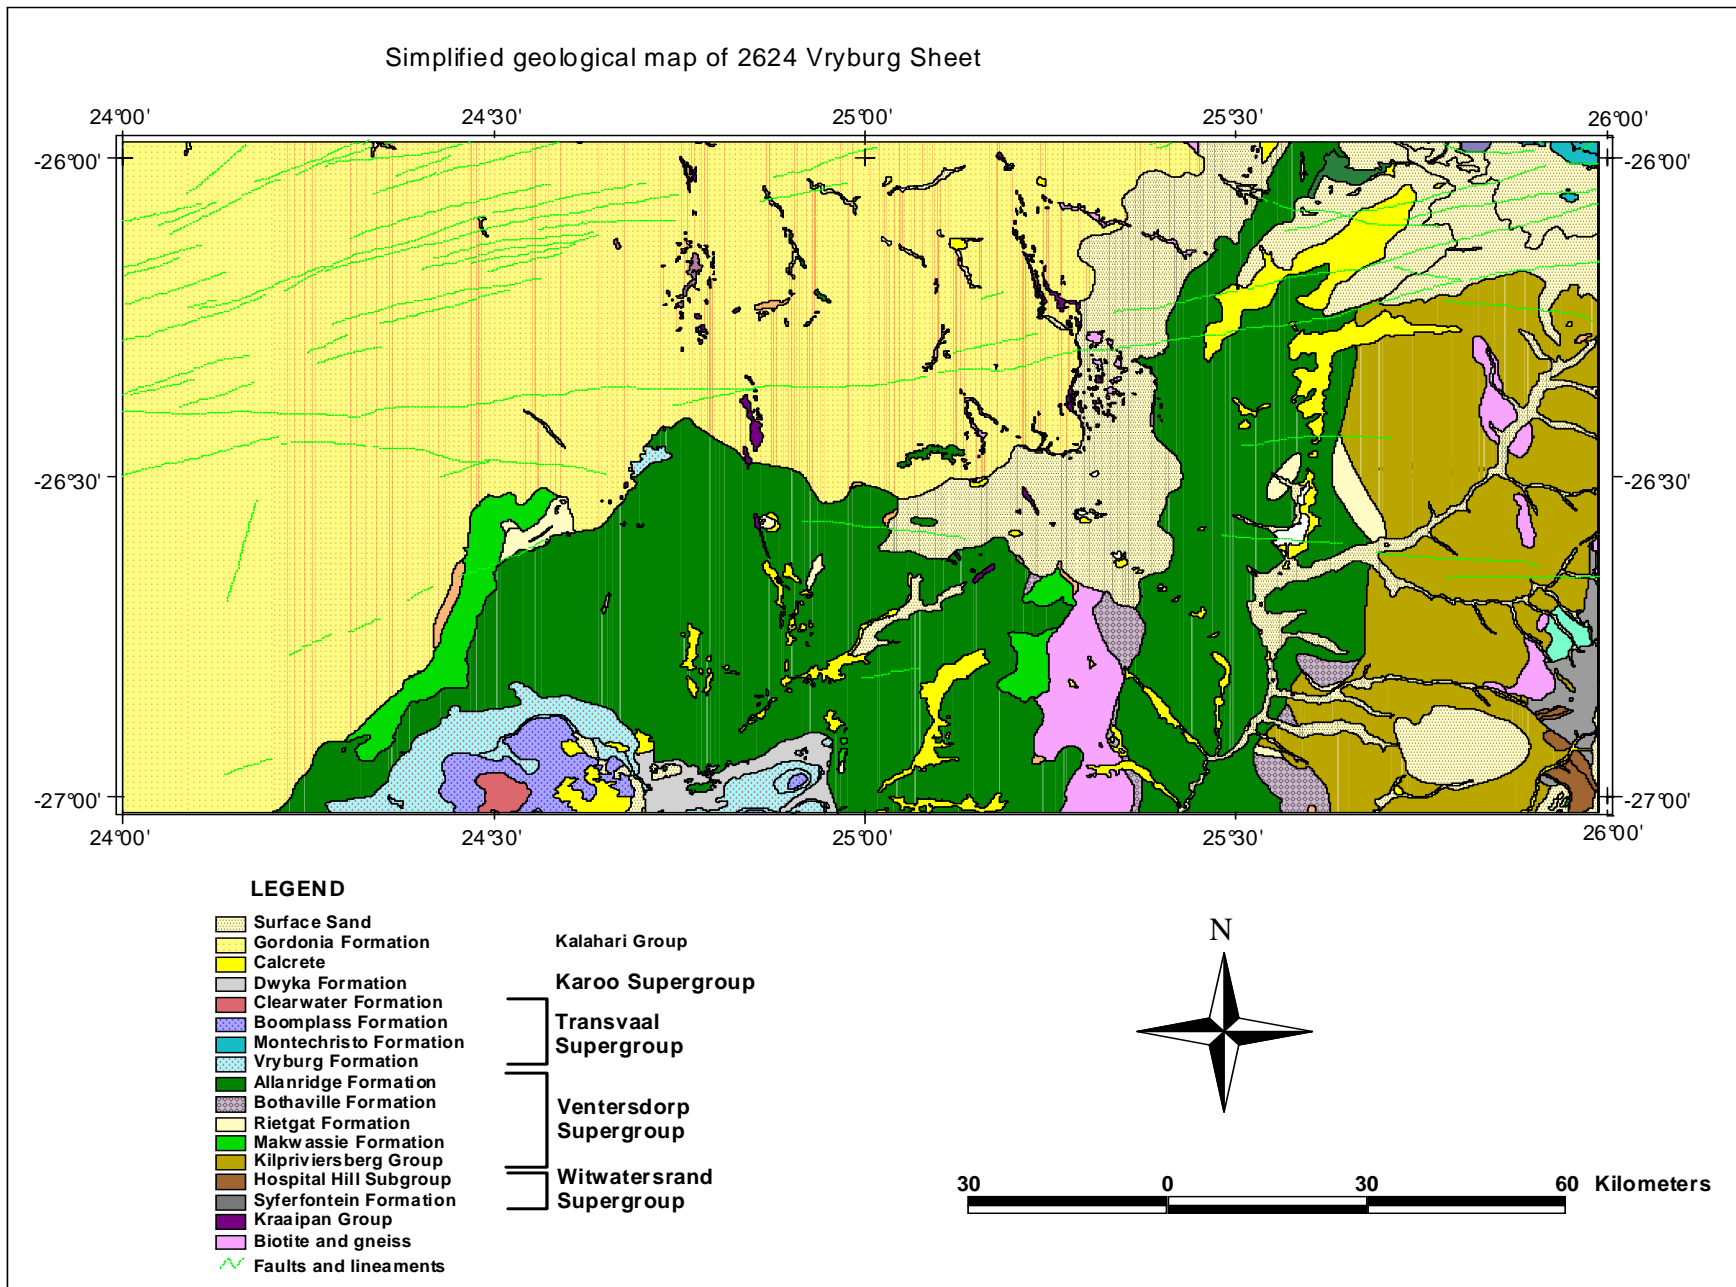 Simplified geological map of 2624 Vryburg Sheet
24°00' 24°30' 25°00' 25°30' 26°00'
-26°00' -26°00'
-26°30' -26°30'
-27°00' -27°00'
24°00' 24°30' 25°00' 25°30' 26°00'
LEGEND
Surface Sand
Gordonia Formation
Calcrete
Dwyka Formation
Clearwater Formation
Boomplass Formation
Montechristo Formation
Vryburg Formation
Allanridge Formation
Bothaville Formation
Rietgat Formation
Makwassie Formation
Kilpriviersberg Group
Hospital Hill Subgroup
Syferfontein Formation
Kraaipan Group
Biotite and gneiss
Faults and lineaments
Kalahari Group
Karoo Supergroup
Transvaal
Supergroup
Ventersdorp
Supergroup
Witwatersrand
Supergroup
N
30 0 30 60 Kilometers